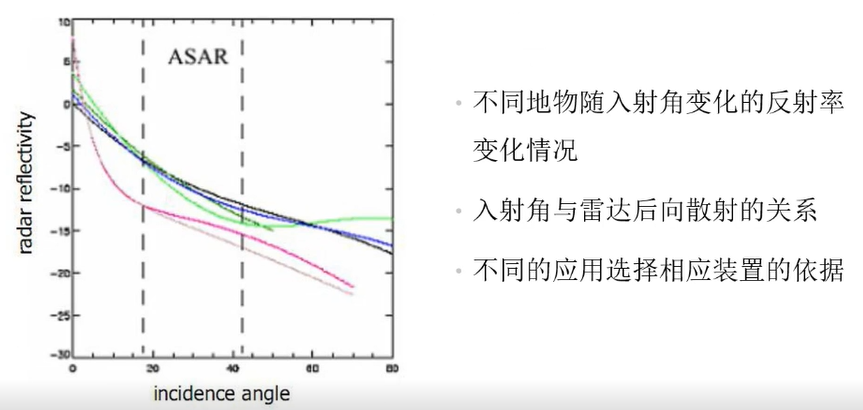 10
5
0
-5
-10
-15
-20
-25
-30
0
20
40
60
80
ASAR
radar reflectivity
incidence angle
不同地物随入射角变化的反射率
变化情况
入射角与雷达后向散射的关系
不同的应用选择相应装置的依据